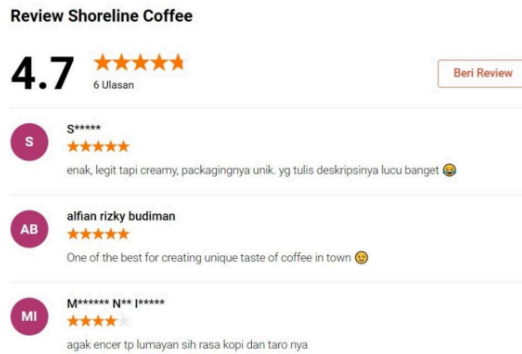 Review Shoreline Coffee
4.7
6 Ulasan
Beri Review
S
S*****
enak, legit tapi creamy, packagingnya unik. yg tulis deskripsinya lucu banget 😂
AB
alfian rizky budiman
One of the best for creating unique taste of coffee in town 🙂
MI
M****** N** I*****
agak encer tp lumayan sih rasa kopi dan taro nya